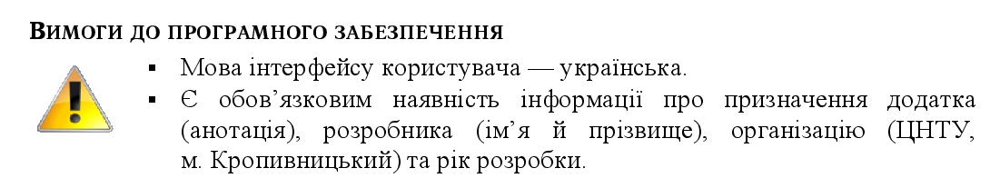 Вимоги до програмного забезпечення
▪ Мова інтерфейсу користувача — українська.
▪ Є обов’язковим наявність інформації про призначення додатка
(анотація), розробника (ім’я й прізвище), організацію (ЦНТУ,
м. Кропивницький) та рік розробки.